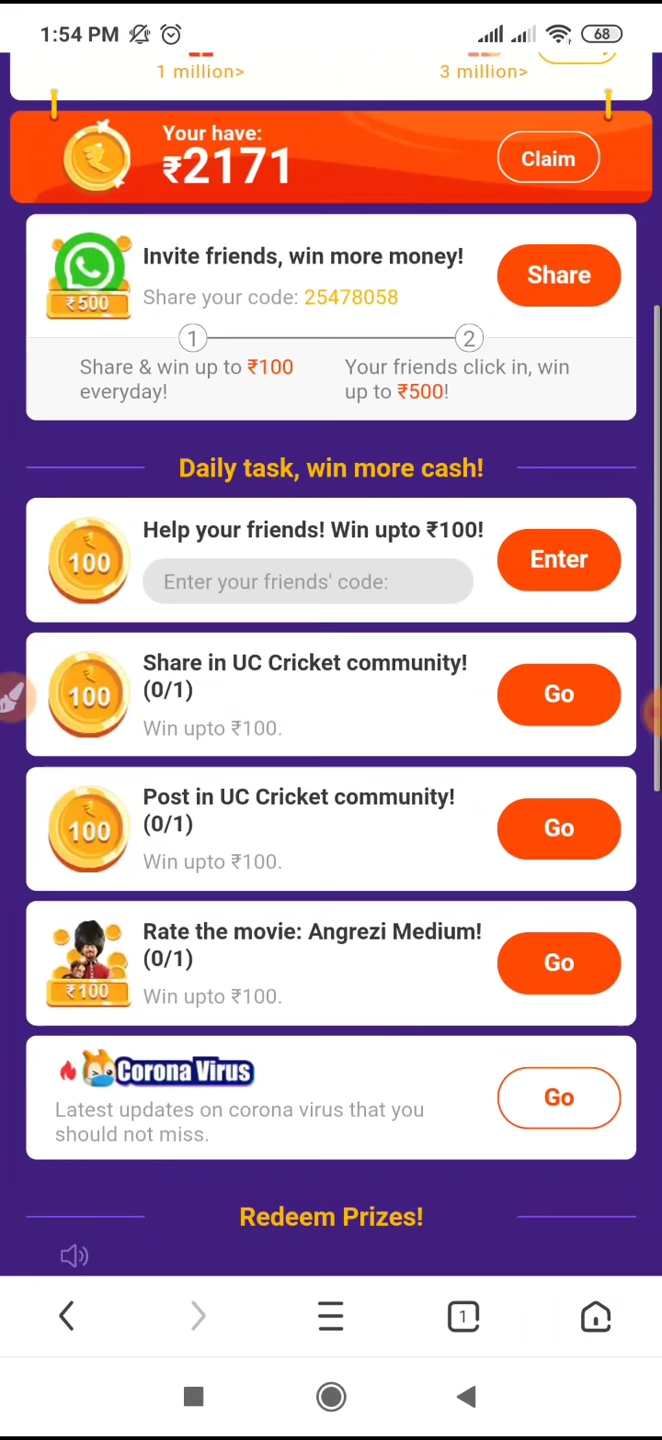 1:54 PM
68
1 million>
3 million>
Your have:
₹2171
Claim
₹500
Invite friends, win more money!
Share your code: 25478058
Share
1
2
Share & win up to ₹100
everyday!
Your friends click in, win
up to ₹500!
Daily task, win more cash!
₹
100
Help your friends! Win upto ₹100!
Enter your friends' code:
Enter
₹
100
Share in UC Cricket community!
(0/1)
Win upto ₹100.
Go
₹
100
Post in UC Cricket community!
(0/1)
Win upto ₹100.
Go
₹100
Rate the movie: Angrezi Medium!
(0/1)
Win upto ₹100.
Go
Corona Virus
Latest updates on corona virus that you
should not miss.
Go
Redeem Prizes!
1